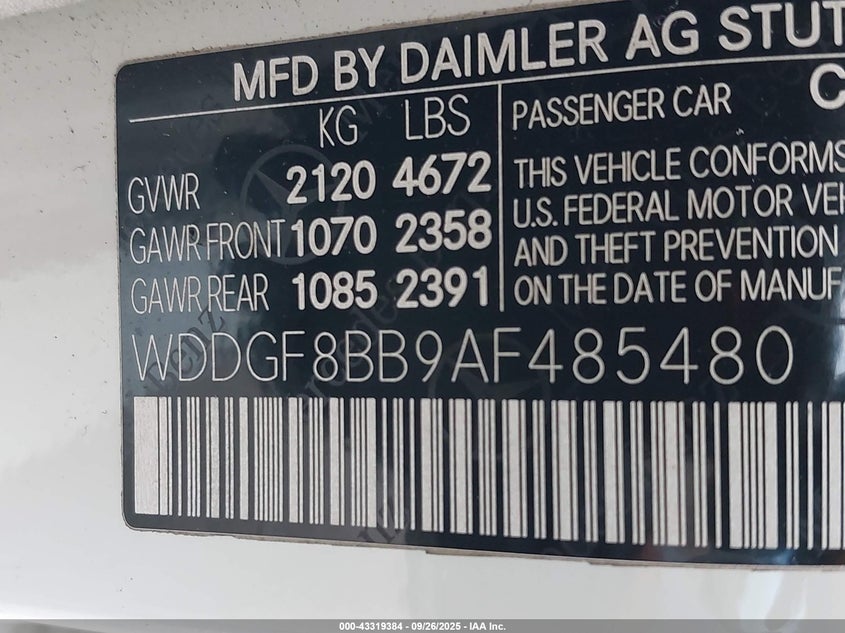 MFD BY DAIMLER AG STUT
KG LBS
GVWR 2120 4672
GAWR FRONT 1070 2358
GAWR REAR 1085 2391
PASSENGER CAR C
THIS VEHICLE CONFORMS
U.S. FEDERAL MOTOR VEH
AND THEFT PREVENTION
ON THE DATE OF MANUF
WDDGF8BB9AF485480
000-43319384 - 09/26/2025 - IAA Inc.